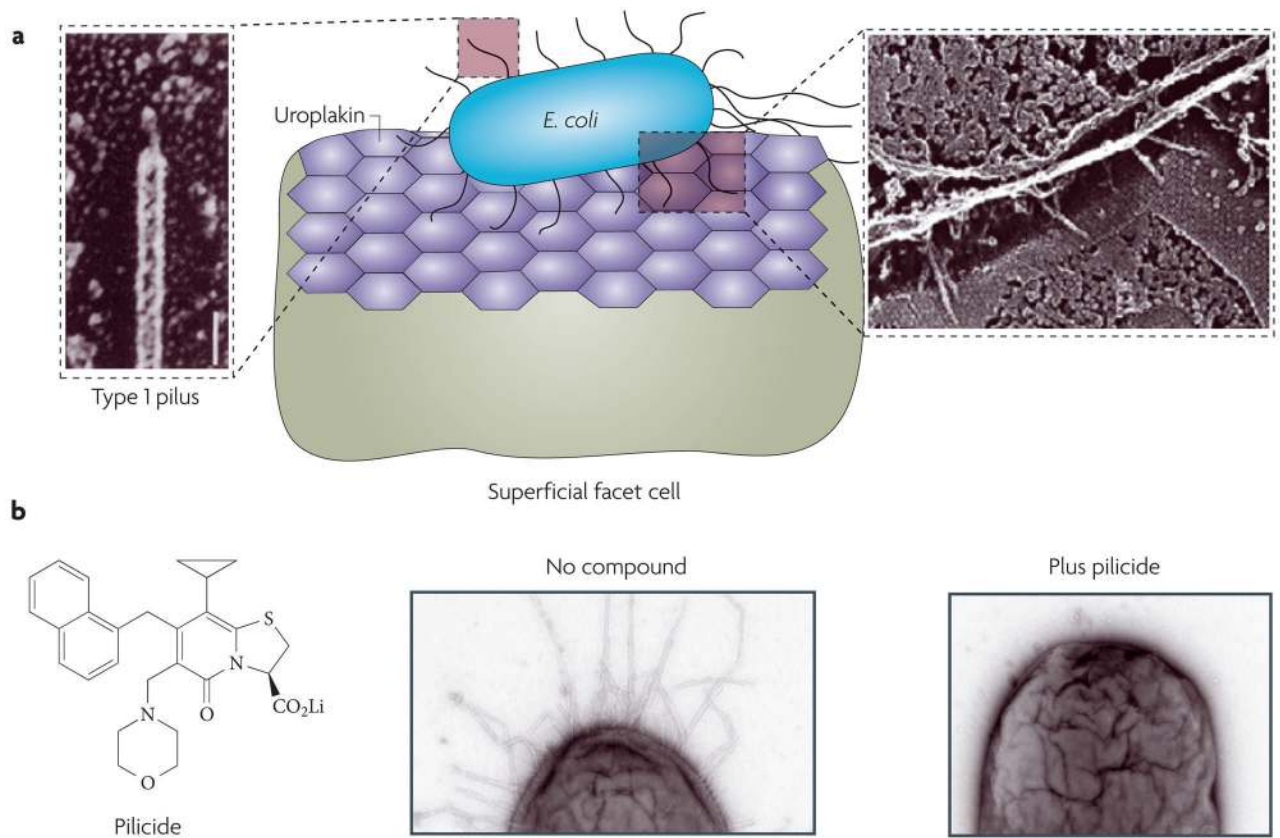 a
Uroplakin
E. coli
Type 1 pilus
Superficial facet cell
b
No compound
Plus pilicide
S
N
CO₂Li
O
N
O
Pilicide